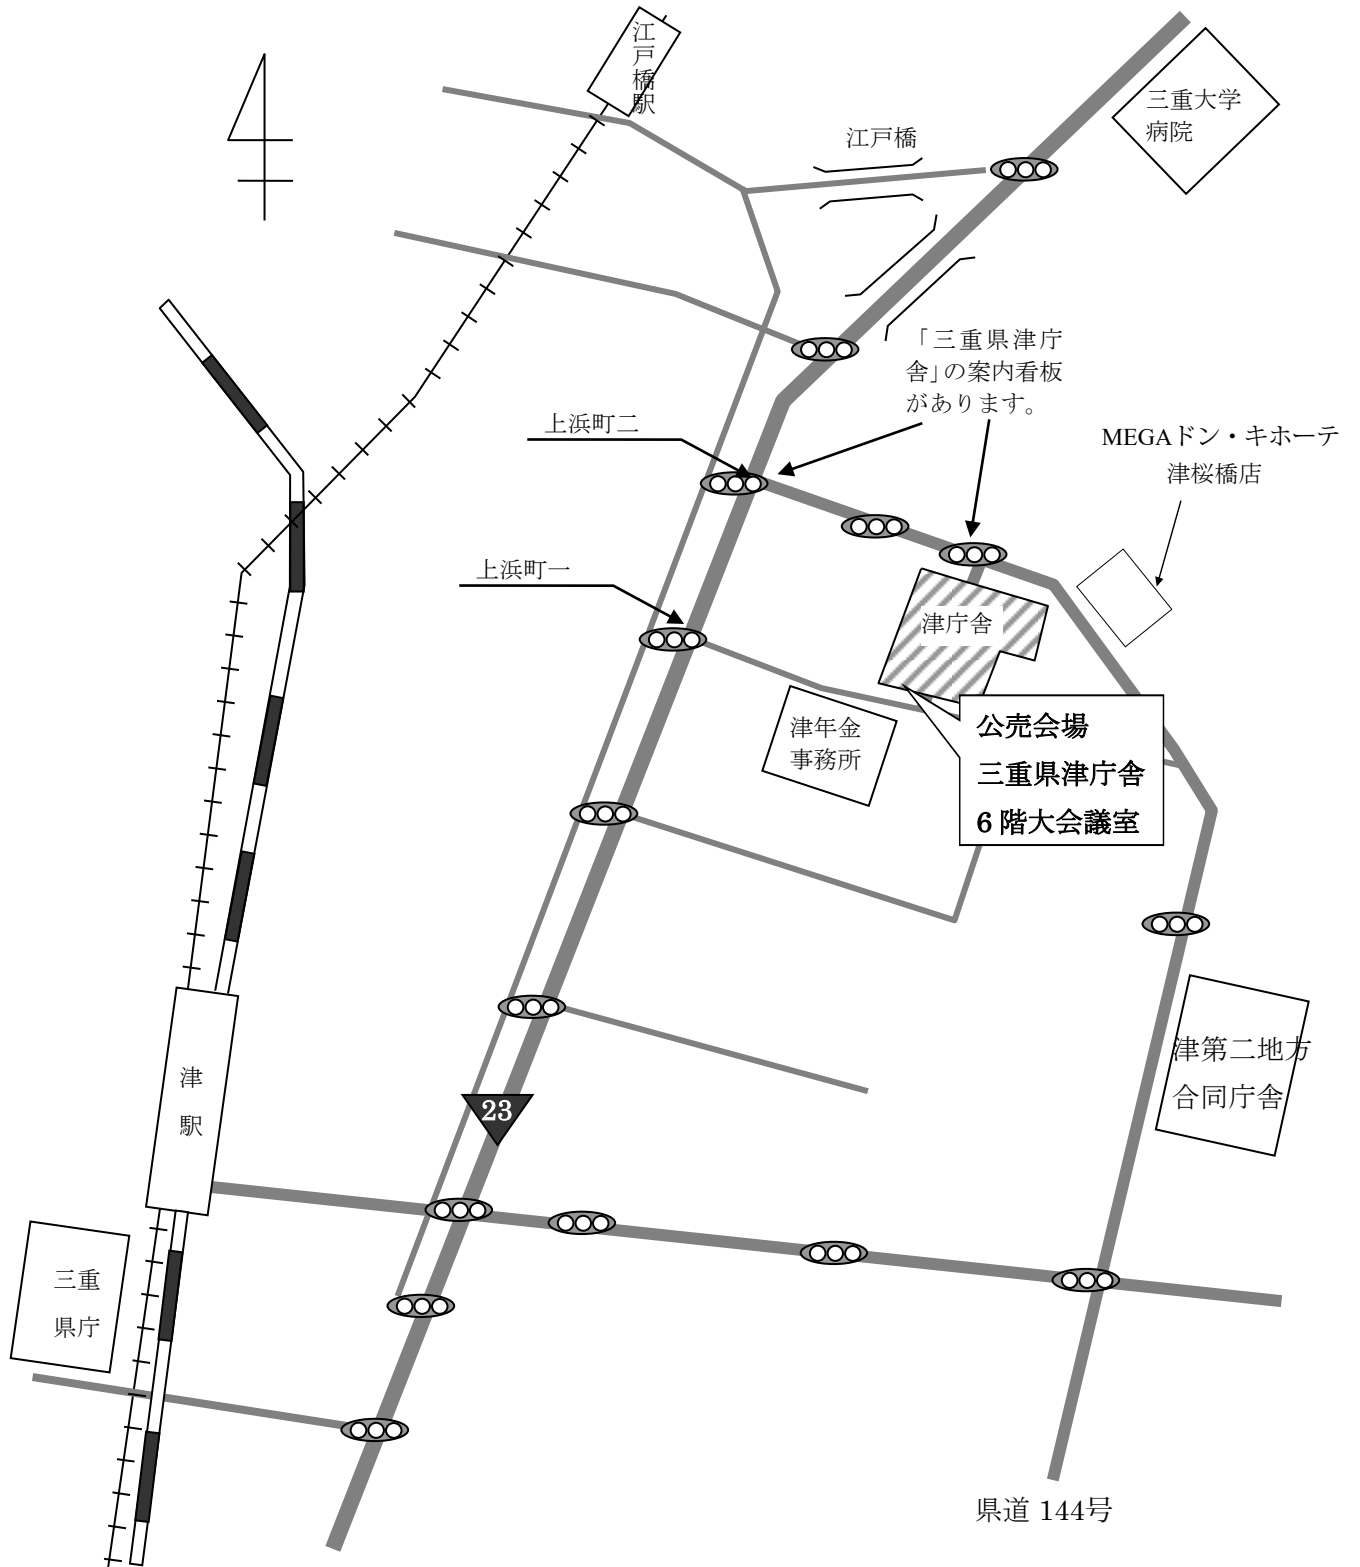 江戸橋駅
三重大学
病院
江戸橋
「三重県津庁
舎」の案内看板
があります。
上浜町二
MEGAドン・キホーテ
津桜橋店
上浜町一
津庁舎
津年金
事務所
公売会場
三重県津庁舎
６階大会議室
津第二地方
合同庁舎
津
駅
23
三重
県庁
県道 144号